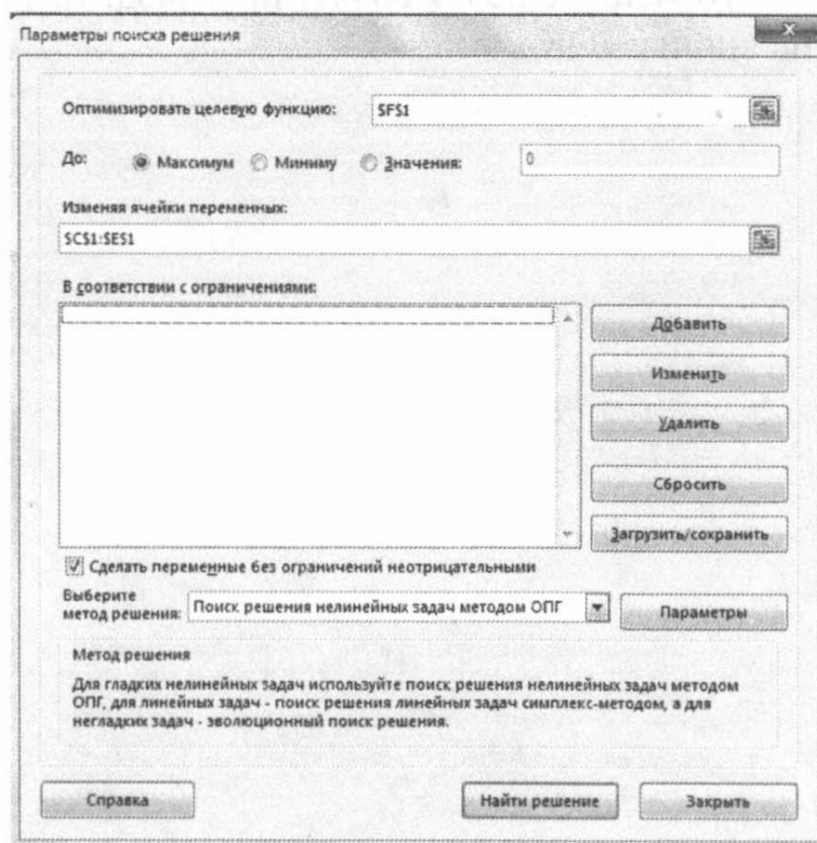 Параметры поиска решения
X
Оптимизировать целевую функцию: $F$1
До: Максимум Миниму Значения: 0
Изменяя ячейки переменных:
$C$1:$E$1
В соответствии с ограничениями:
Добавить
Изменить
Удалить
Сбросить
Загрузить/сохранить
Сделать переменные без ограничений неотрицательными
Выберите
метод решения: Поиск решения нелинейных задач методом ОПГ Параметры
Метод решения
Для гладких нелинейных задач используйте поиск решения нелинейных задач методом
ОПГ, для линейных задач - поиск решения линейных задач симплекс-методом, а для
негладких задач - эволюционный поиск решения.
Справка Найти решение Закрыть